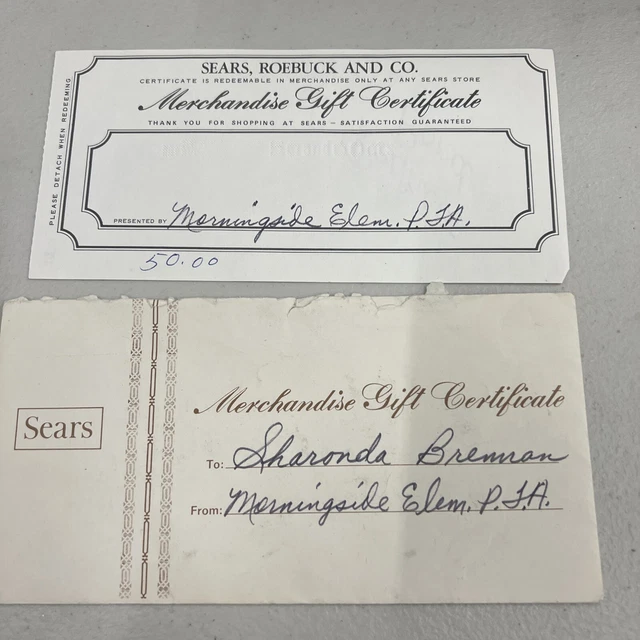 SEARS, ROEBUCK AND CO.
CERTIFICATE IS REDEEMABLE IN MERCHANDISE ONLY AT ANY SEARS STORE
Merchandise Gift Certificate
THANK YOU FOR SHOPPING AT SEARS – SATISFACTION GUARANTEED
PLEASE DETACH WHEN REDEEMING
PRESENTED BY Morningside Elem. P.T.A.
50.00
Sears
Merchandise Gift Certificate
To: Sharonda Brennan
From: Morningside Elem. P.T.A.